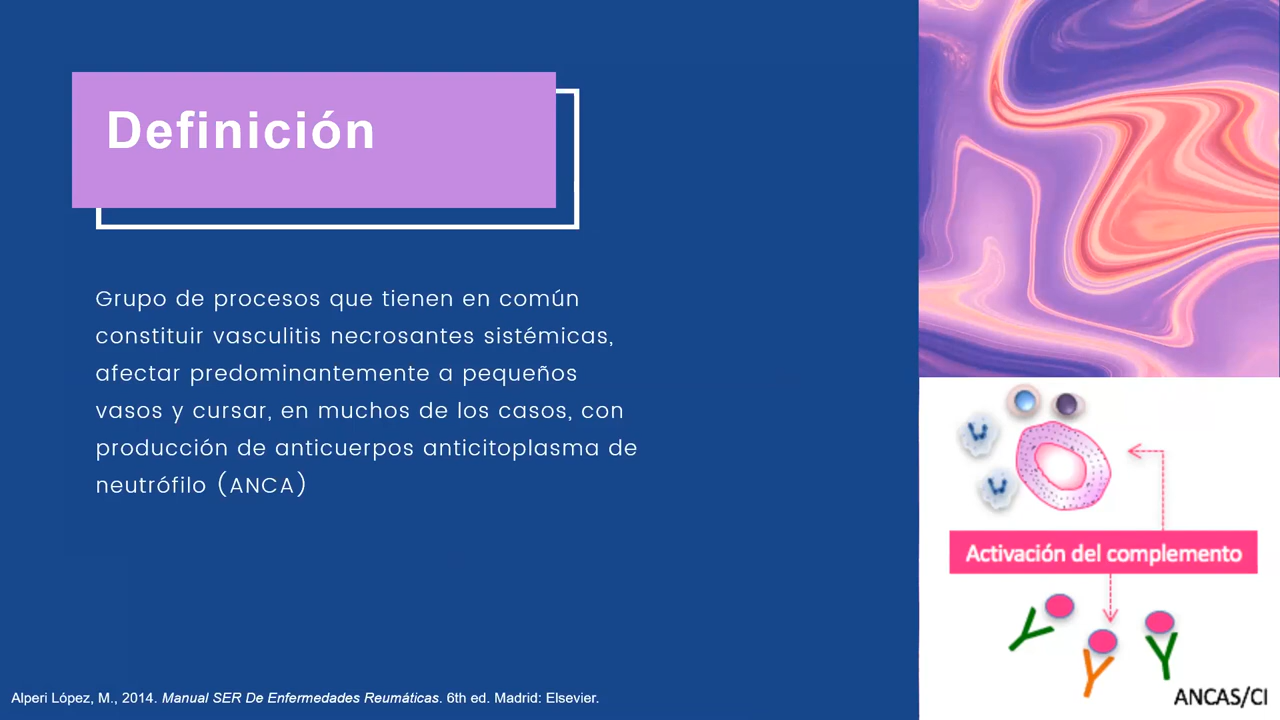 Definición
Grupo de procesos que tienen en común
constituir vasculitis necrosantes sistémicas,
afectar predominantemente a pequeños
vasos y cursar, en muchos de los casos, con
producción de anticuerpos anticitoplasma de
neutrófilo (ANCA)
Activación del complemento
ANCAS/CI
Alperi López, M., 2014. Manual SER De Enfermedades Reumáticas. 6th ed. Madrid: Elsevier.